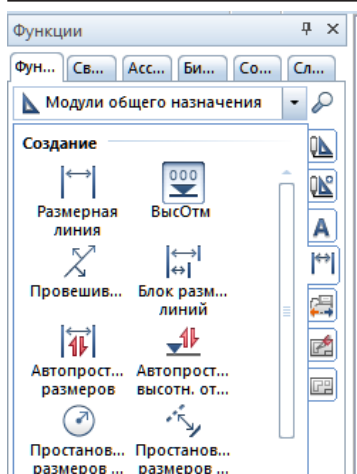 Функции
Фун... Св... Асс... Би... Со... Сл...
Модули общего назначения
Создание
000
Размерная линия
ВысОтм
Провешив...
Блок разм... линий
A
Автопрост... размеров
Автопрост... высотн. от...
Простанов... размеров ...
Простанов... размеров ...